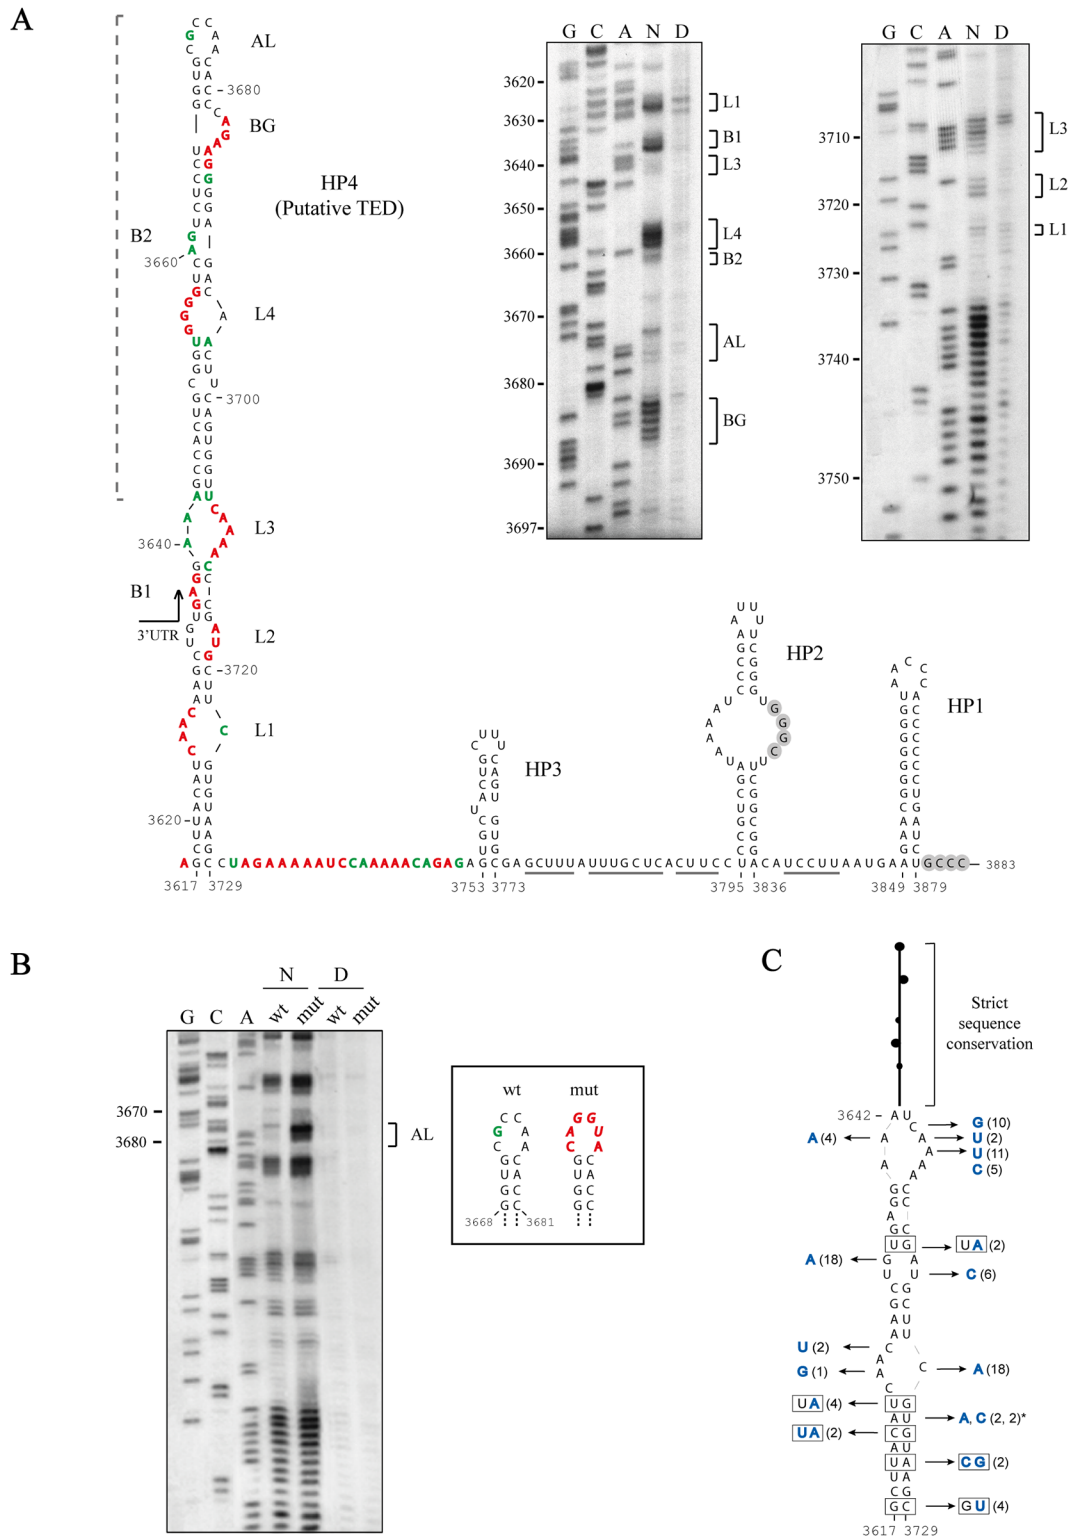 A
AL
3680
BG
HP4
(Putative TED)
B2
3660
L4
3700
L3
3640
B1
3'UTR
L2
3720
L1
3620
G C A N D
3620
3630
3640
3650
3660
3670
3680
3690
3697
L1
B1
L3
L4
B2
AL
BG
G C A N D
3710
3720
3730
3740
3750
L3
L2
L1
HP3
HP2
HP1
A G C C U A G A A A A A U C C A A A A A C A G A G A G C G A G C U U U A U U U G C U C A C U U C C U A C A U C C U U A A U G A A U G C C C 3883
3617 3729
3753 3773
3795 3836
3849 3879
B
N D
G C A wt mut wt mut
3670
3680
AL
wt mut
3668 3681
C
Strict
sequence
conservation
3642
G (10)
A (4)
U (2)
U (11)
C (5)
UA (2)
A (18)
C (6)
U (2)
G (1)
A (18)
UA (4)
A, C (2, 2)*
UA (2)
CG (2)
GU (4)
3617 3729